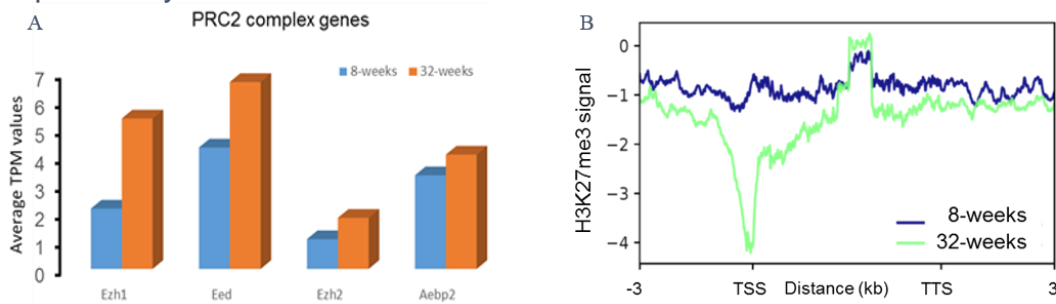 A
PRC2 complex genes
8-weeks 32-weeks
Average TPM values
7
6
5
4
3
2
1
0
Ezh1 Eed Ezh2 Aebp2
B
H3K27me3 signal
0
−1
−2
−3
−4
8-weeks
32-weeks
-3 TSS Distance (kb) TTS 3